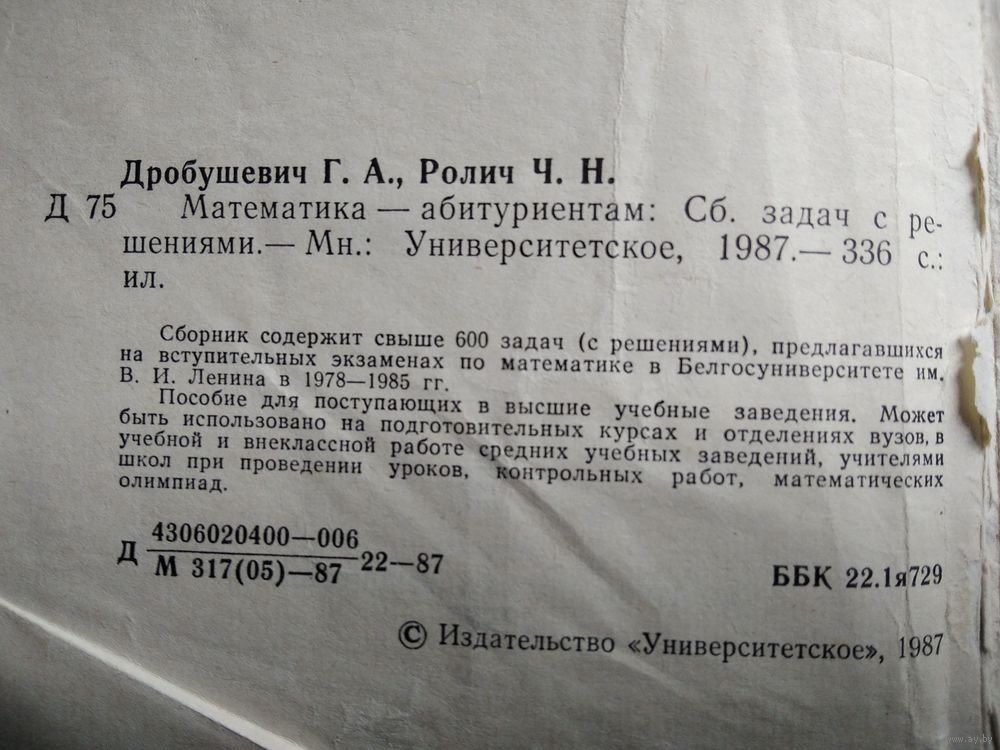 Дробушевич Г. А., Ролич Ч. Н.
Д 75 Математика — абитуриентам: Сб. задач с ре-
шениями.— Мн.: Университетское, 1987.— 336 с.:
ил.
Сборник содержит свыше 600 задач (с решениями), предлагавшихся
на вступительных экзаменах по математике в Белгосуниверситете им.
В. И. Ленина в 1978—1985 гг.
Пособие для поступающих в высшие учебные заведения. Может
быть использовано на подготовительных курсах и отделениях вузов, в
учебной и внеклассной работе средних учебных заведений, учителями
школ при проведении уроков, контрольных работ, математических
олимпиад.
4306020400—006
Д 22—87
М 317(05)—87
ББК 22.1я729
© Издательство «Университетское», 1987
www.ay.by